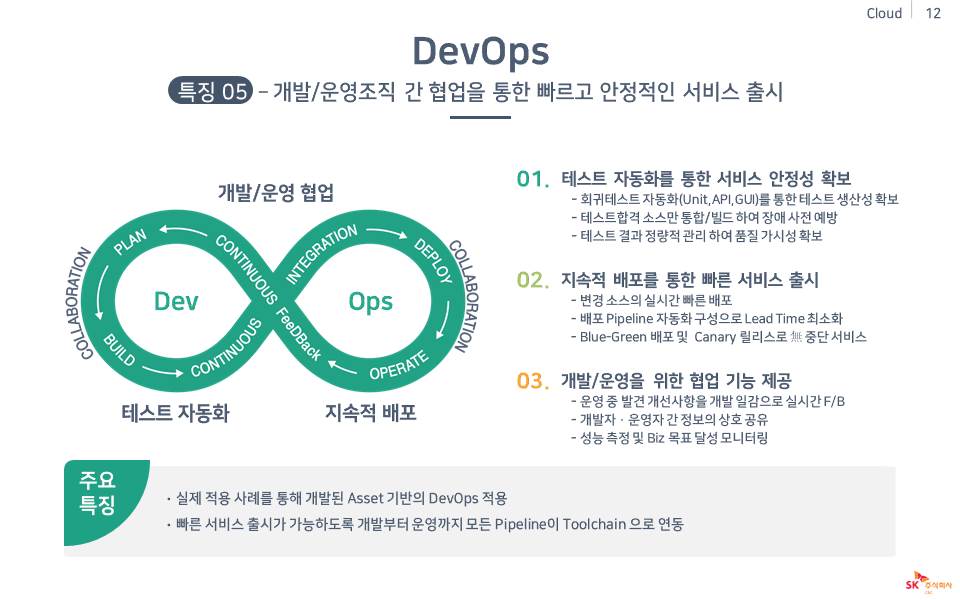 Cloud 12
DevOps
특징 05 – 개발/운영조직 간 협업을 통한 빠르고 안정적인 서비스 출시
개발/운영 협업
COLLABORATION
PLAN
BUILD
CONTINUOUS
INTEGRATION
CONTINUOUS
FeeDBack
DEPLOY
OPERATE
COLLABORATION
Dev
Ops
테스트 자동화
지속적 배포
01. 테스트 자동화를 통한 서비스 안정성 확보
- 회귀테스트 자동화(Unit,API,GUI)를 통한 테스트 생산성 확보
- 테스트합격 소스만 통합/빌드 하여 장애 사전 예방
- 테스트 결과 정량적 관리 하여 품질 가시성 확보
02. 지속적 배포를 통한 빠른 서비스 출시
- 변경 소스의 실시간 빠른 배포
- 배포 Pipeline 자동화 구성으로 Lead Time 최소화
- Blue-Green 배포 및 Canary 릴리스로 無 중단 서비스
03. 개발/운영을 위한 협업 기능 제공
- 운영 중 발견 개선사항을 개발 일감으로 실시간 F/B
- 개발자 · 운영자 간 정보의 상호 공유
- 성능 측정 및 Biz 목표 달성 모니터링
주요
특징
· 실제 적용 사례를 통해 개발된 Asset 기반의 DevOps 적용
· 빠른 서비스 출시가 가능하도록 개발부터 운영까지 모든 Pipeline이 Toolchain 으로 연동
SK 주식회사
C&C